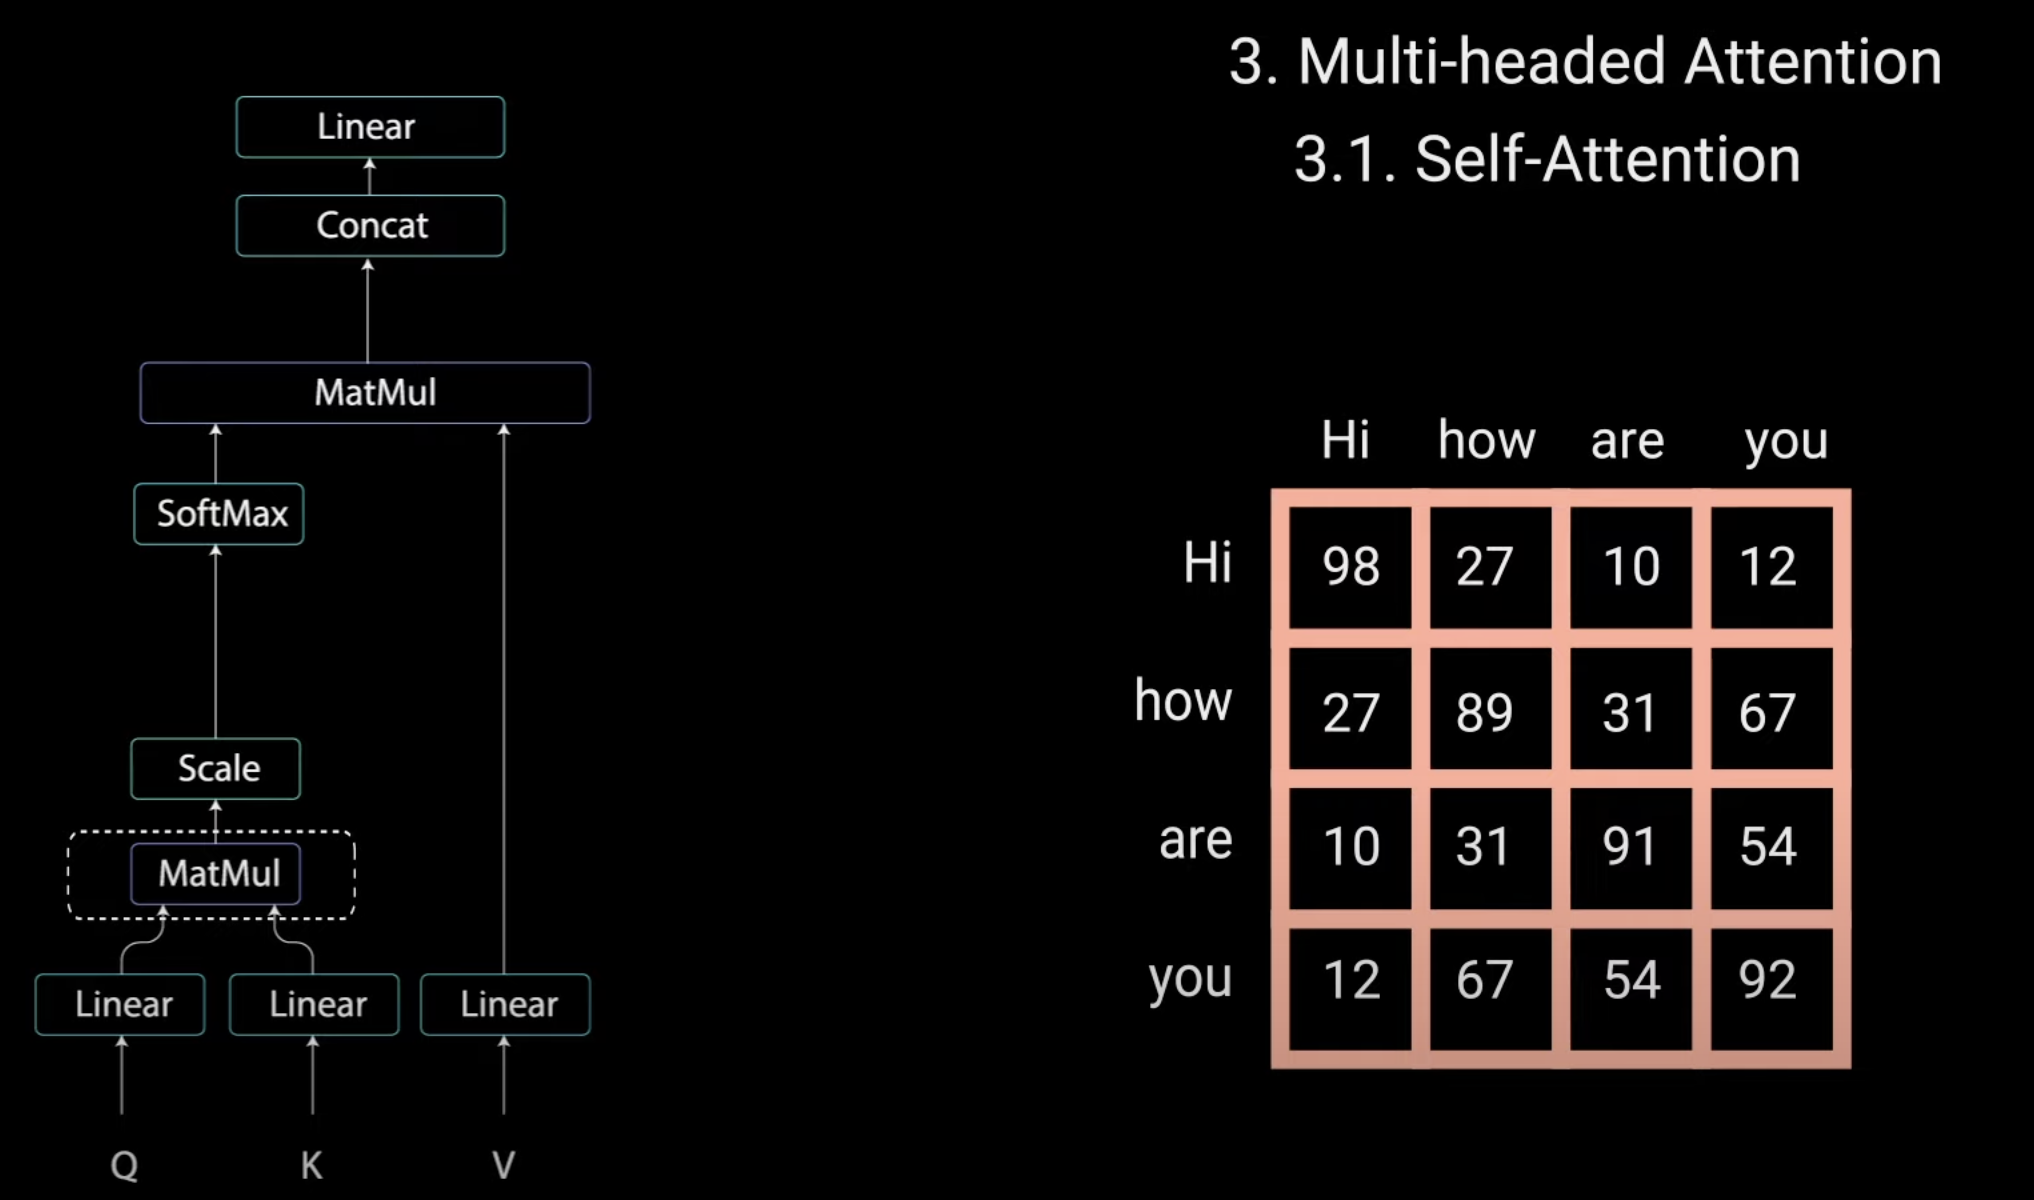 3. Multi-headed Attention
3.1. Self-Attention
Linear
Concat
MatMul
SoftMax
Scale
MatMul
Linear Linear Linear
Q K V
Hi how are you
Hi 98 27 10 12
how 27 89 31 67
are 10 31 91 54
you 12 67 54 92